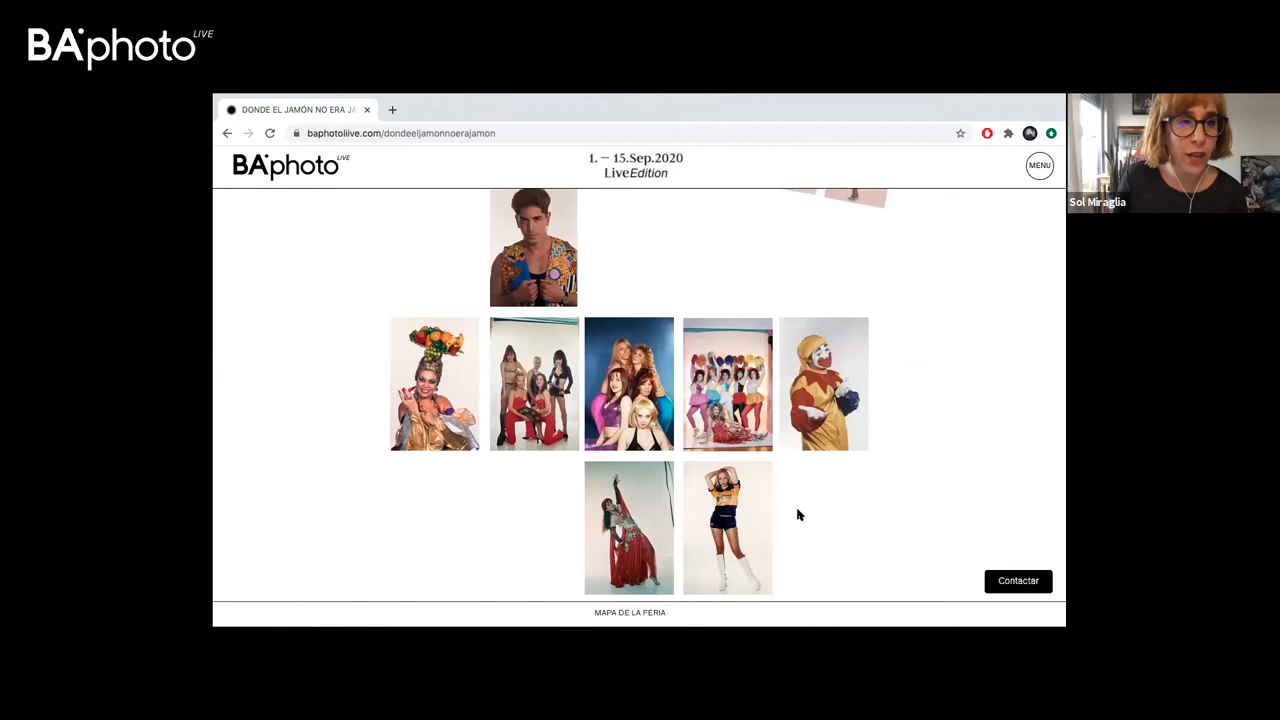 BAphoto LIVE
DONDE EL JAMÓN NO ERA JA
baphotoliive.com/dondeeljamonnoerajamon
BAphoto LIVE
1. — 15.Sep.2020
LiveEdition
MENU
Sol Miraglia
Contactar
MAPA DE LA FERIA